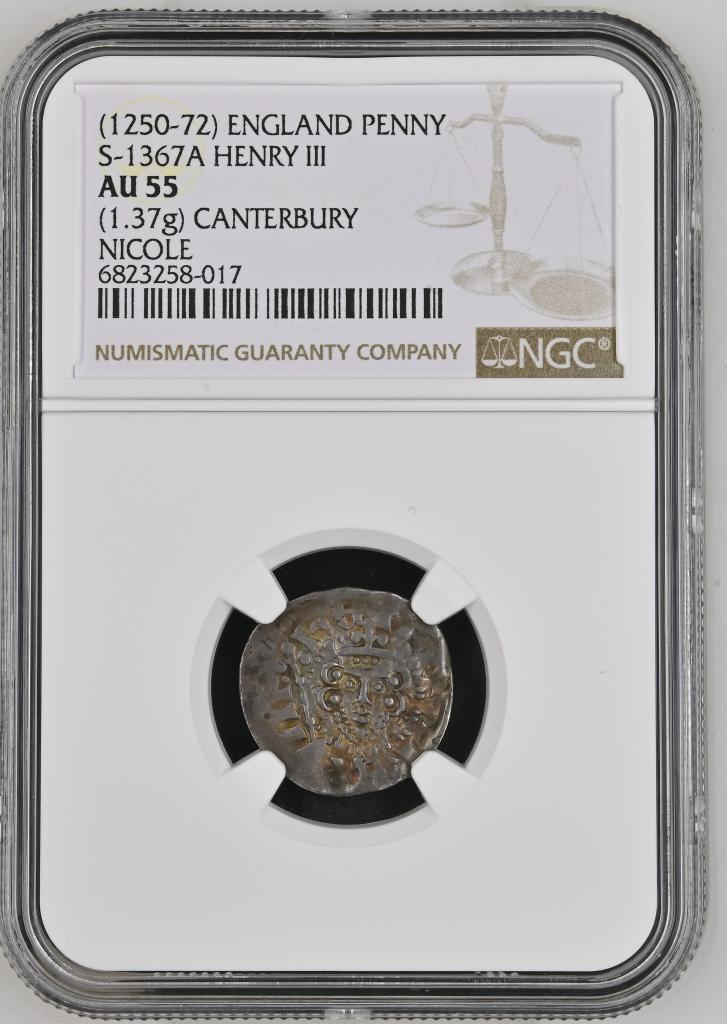 (1250-72) ENGLAND PENNY
S-1367A HENRY III
AU 55
(1.37g) CANTERBURY
NICOLE
6823258-017
NUMISMATIC GUARANTY COMPANY
NGC®